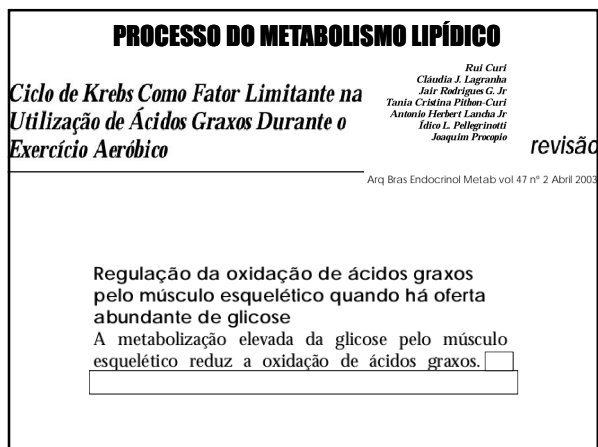 PROCESSO DO METABOLISMO LIPÍDICO
Ciclo de Krebs Como Fator Limitante na
Utilização de Ácidos Graxos Durante o
Exercício Aeróbico
Rui Curi
Cláudia J. Lagranha
Jair Rodrigues G. Jr
Tania Cristina Pithon-Curi
Antonio Herbert Lancha Jr
Ídico L. Pellegrinotti
Joaquim Procopio
revisão
Arq Bras Endocrinol Metab vol 47 nº 2 Abril 2003
Regulação da oxidação de ácidos graxos
pelo músculo esquelético quando há oferta
abundante de glicose
A metabolização elevada da glicose pelo músculo
esquelético reduz a oxidação de ácidos graxos.